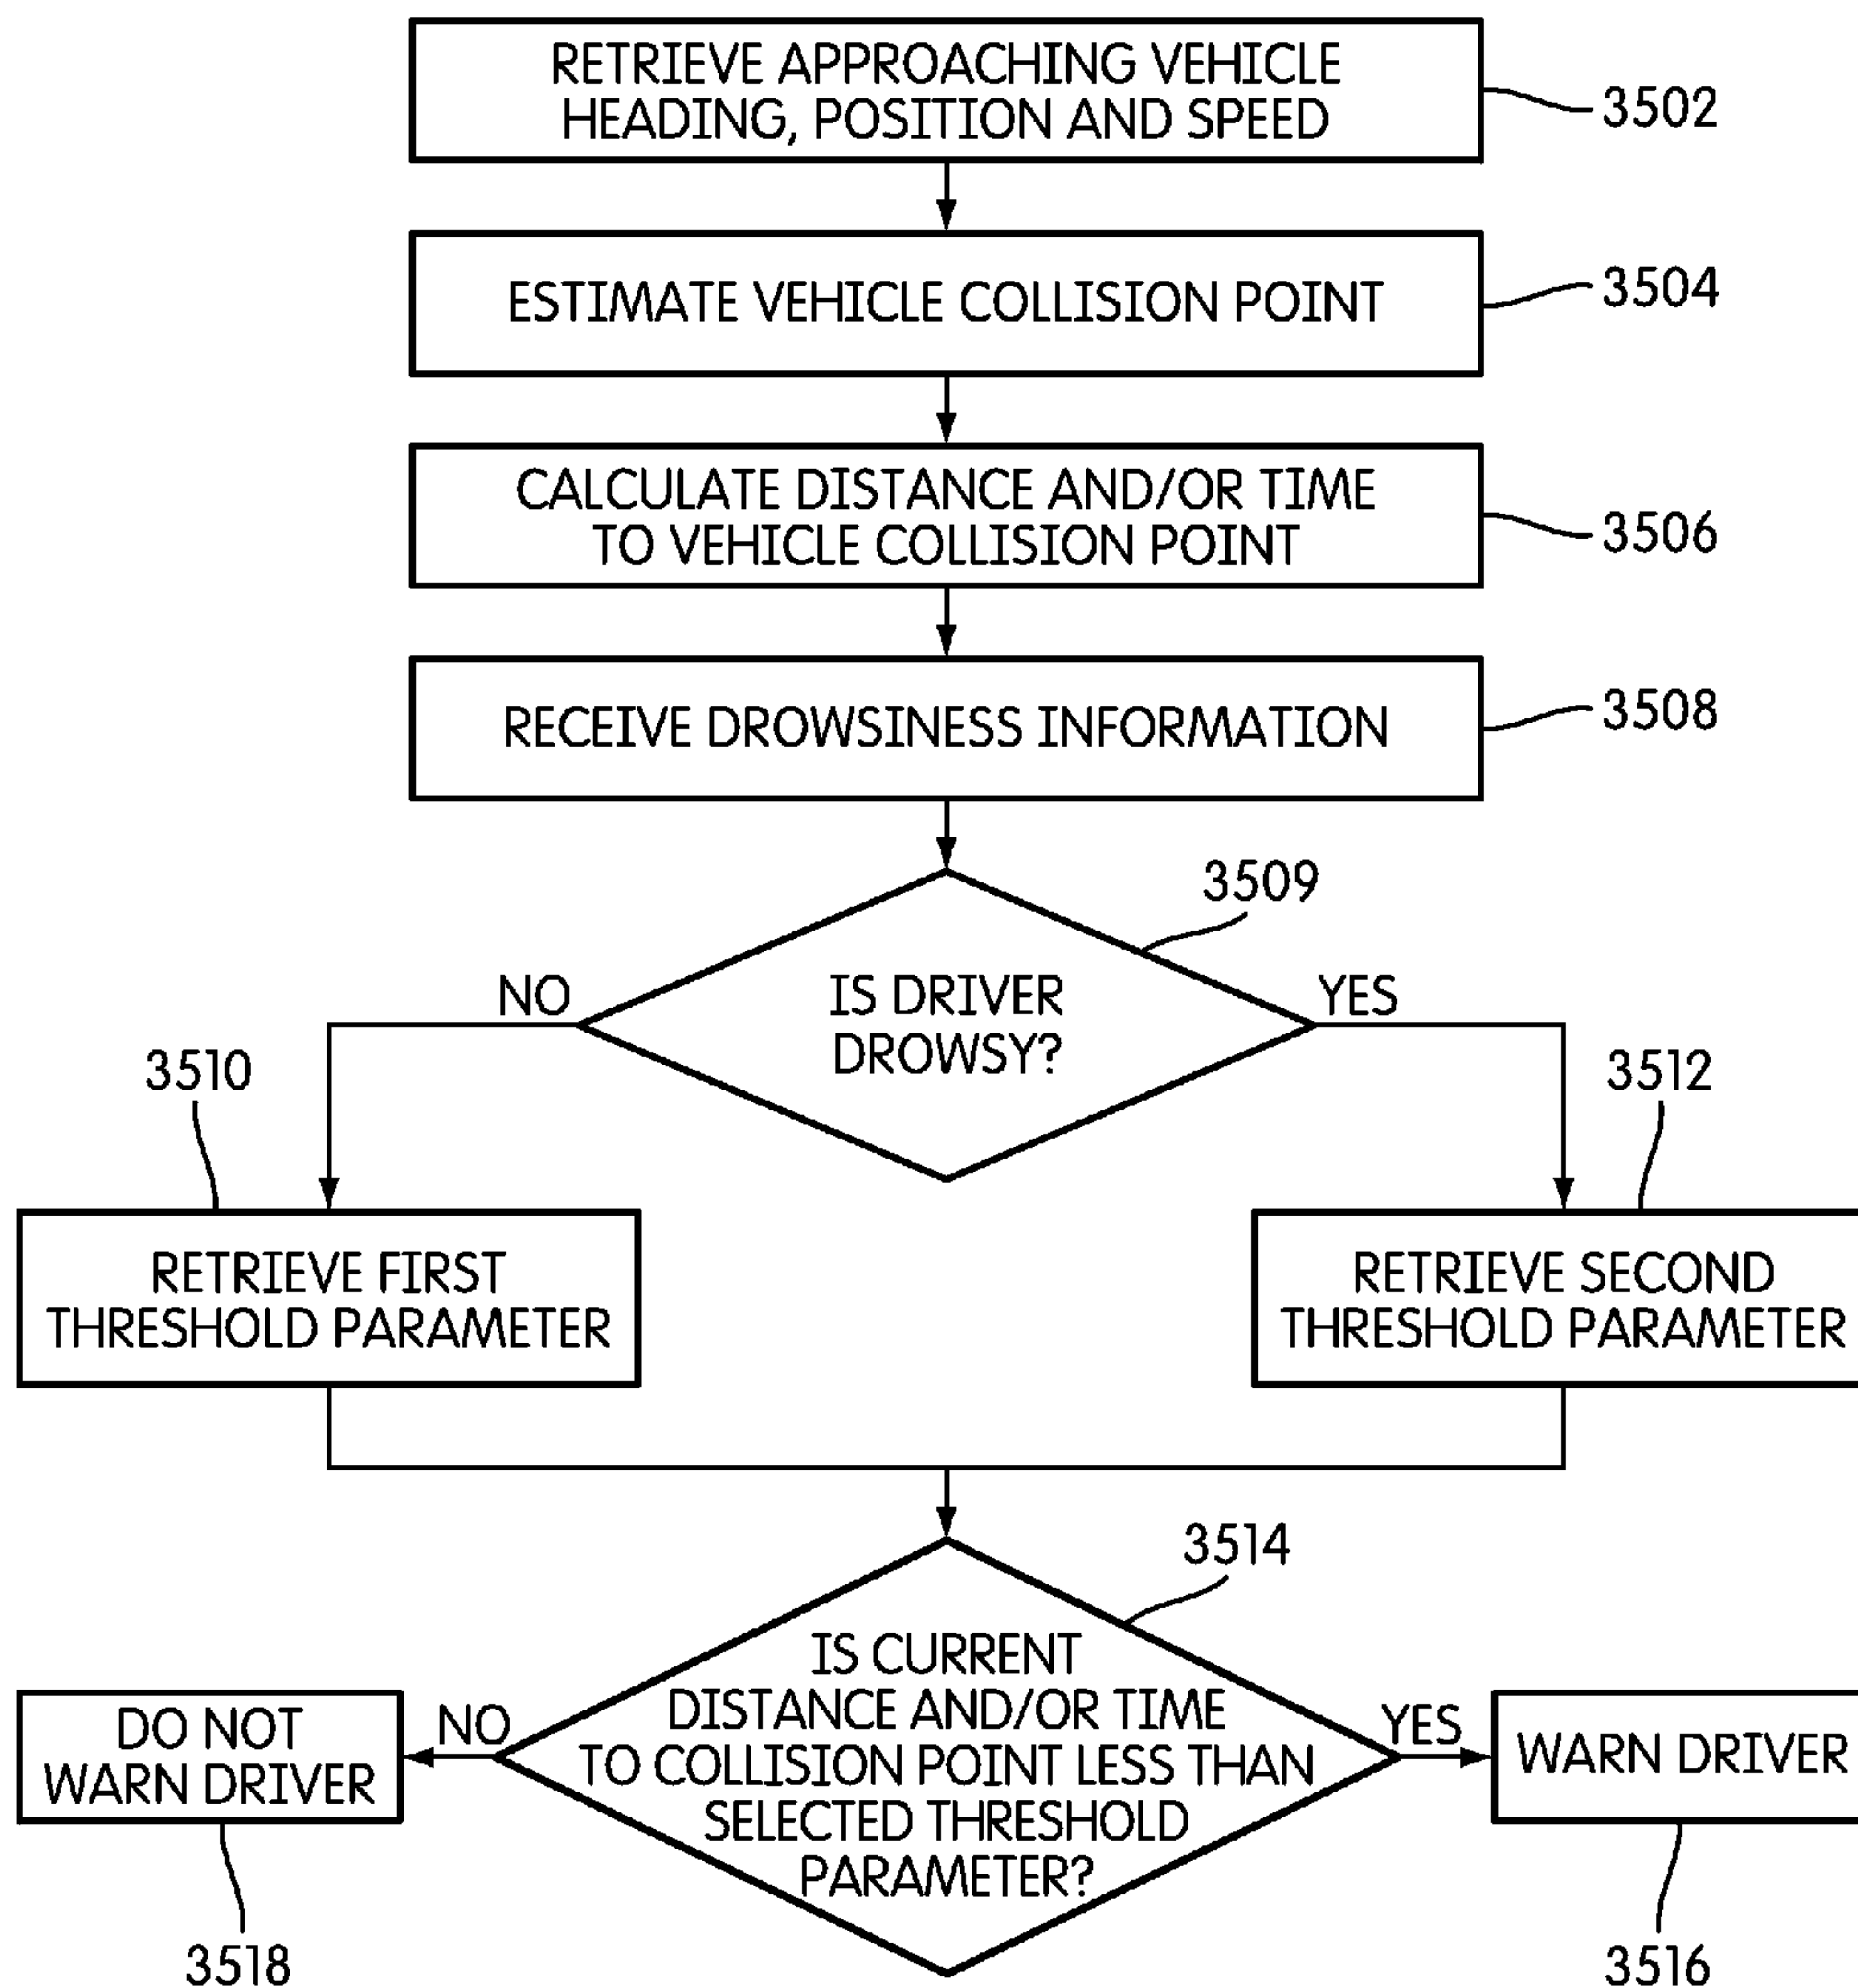 RETRIEVE APPROACHING VEHICLE
HEADING, POSITION AND SPEED
3502
ESTIMATE VEHICLE COLLISION POINT
3504
CALCULATE DISTANCE AND/OR TIME
TO VEHICLE COLLISION POINT
3506
RECEIVE DROWSINESS INFORMATION
3508
3509
NO
IS DRIVER
DROWSY?
YES
3510
3512
RETRIEVE FIRST
THRESHOLD PARAMETER
RETRIEVE SECOND
THRESHOLD PARAMETER
3514
IS CURRENT
DISTANCE AND/OR TIME
TO COLLISION POINT LESS THAN
SELECTED THRESHOLD
PARAMETER?
NO
YES
DO NOT
WARN DRIVER
WARN DRIVER
3518
3516